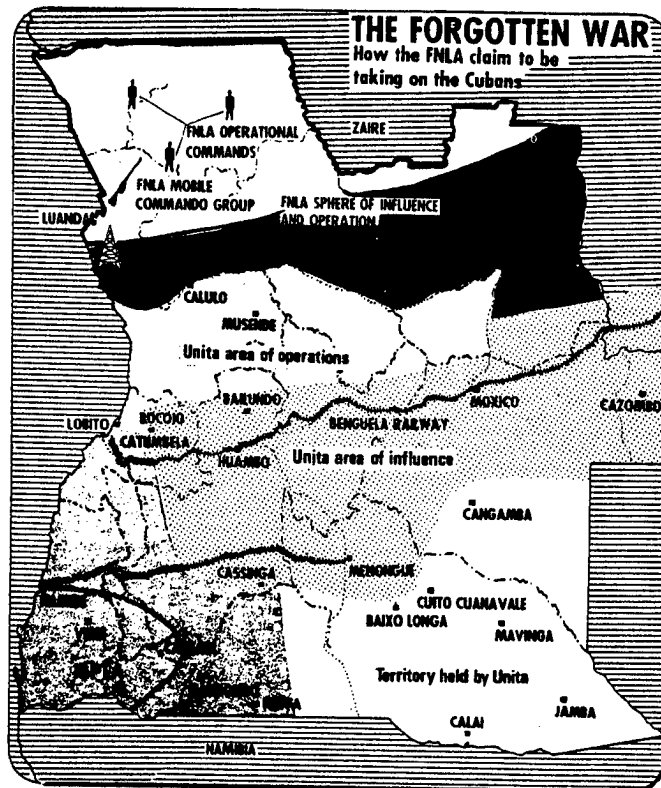 THE FORGOTTEN WAR
How the FNLA claim to be
taking on the Cubans
ZAIRE
FNLA OPERATIONAL
COMMANDS
FNLA MOBILE
COMMANDO GROUP
LUANDA
FNLA SPHERE OF INFLUENCE
AND OPERATION
CALULO
MUSENDE
Unita area of operations
BAILUNDO
MOXICO
CAZOMBO
LOBITO
BOCOIO
CATUMBELA
BENGUELA RAILWAY
HUAMBO
Unita area of influence
CANGAMBA
CASSINGA
MENONGUE
CUITO CUANAVALE
BAIXO LONGA
MAVINGA
Territory held by Unita
JAMBA
CALAI
NAMIBIA